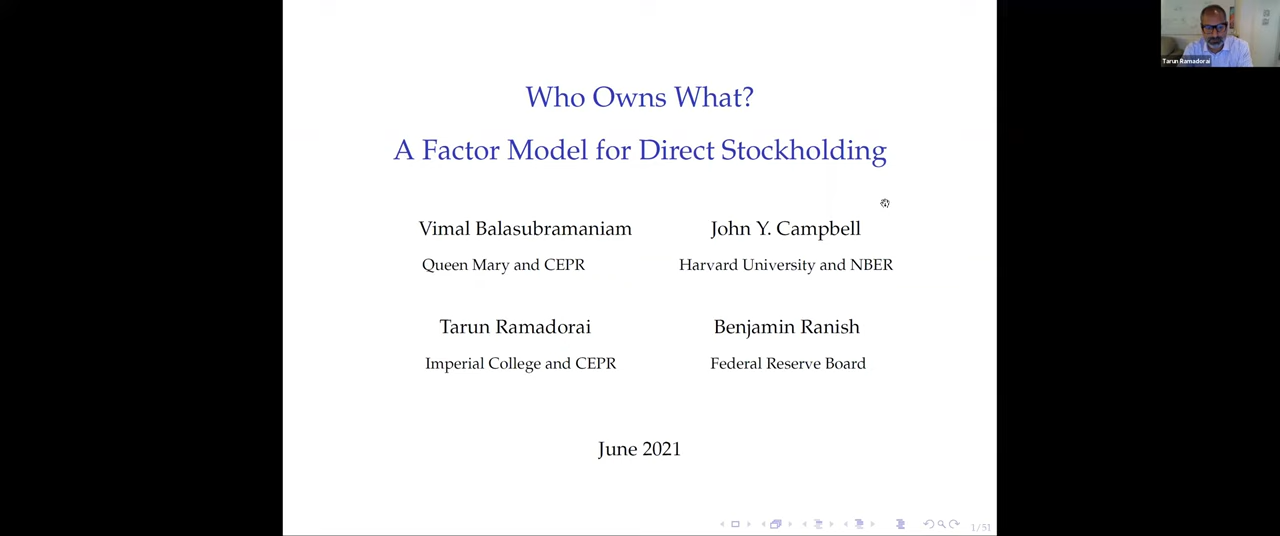 Who Owns What?
A Factor Model for Direct Stockholding
Vimal Balasubramaniam
Queen Mary and CEPR
John Y. Campbell
Harvard University and NBER
Tarun Ramadorai
Imperial College and CEPR
Benjamin Ranish
Federal Reserve Board
June 2021
1/51
Tarun Ramadorai